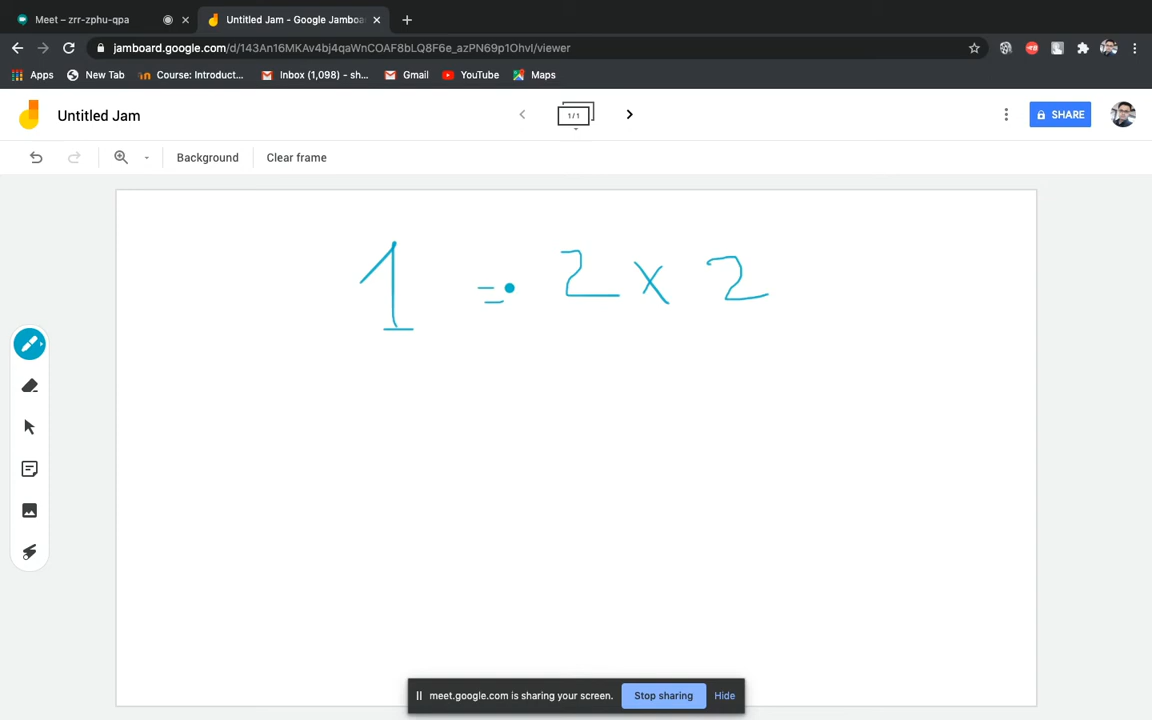 Meet – zrr-zphu-qpa
Untitled Jam - Google Jamboa
jamboard.google.com/d/143An16MKAv4bj4qaWnCOAF8bLQ8F6e_azPN69p1OhvI/viewer
Apps New Tab Course: Introduct... Inbox (1,098) - sh... Gmail YouTube Maps
Untitled Jam 1/1 SHARE
Background Clear frame
1 = 2 x 2
meet.google.com is sharing your screen. Stop sharing Hide